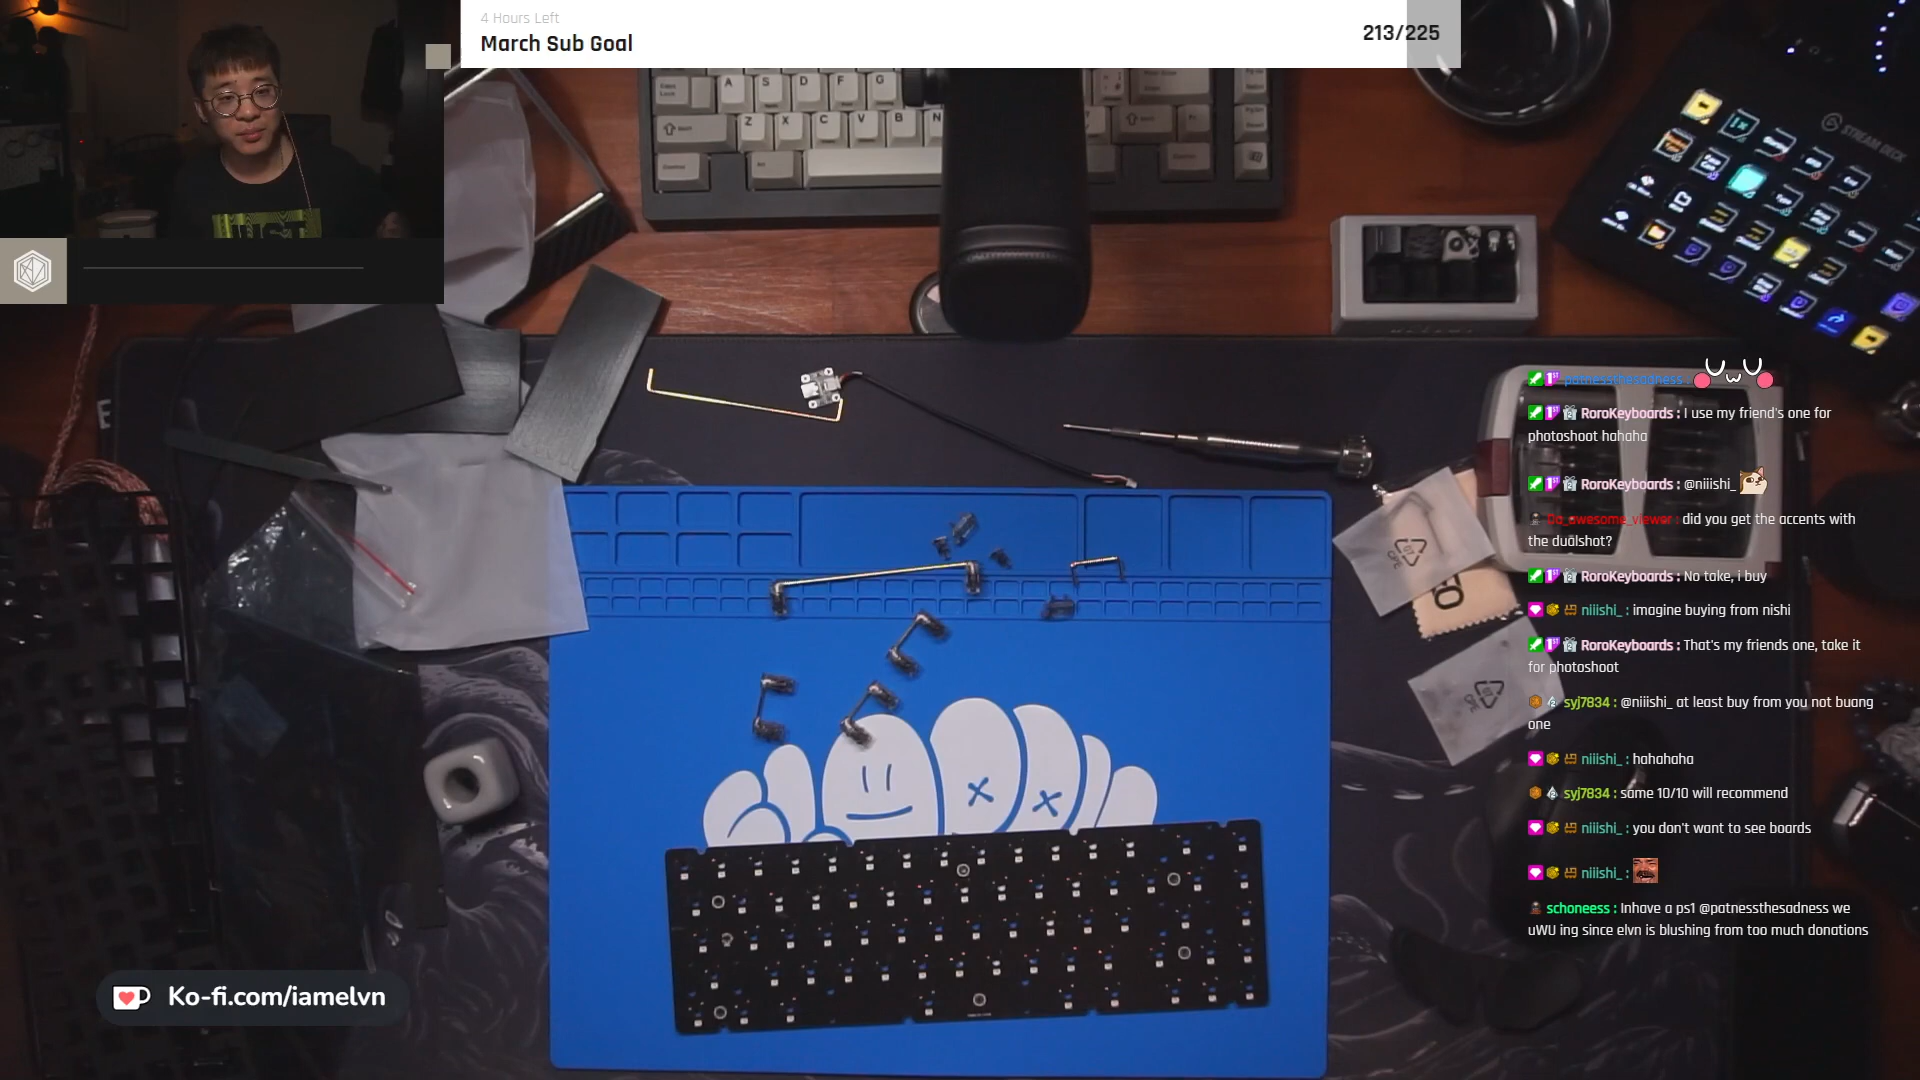 4 Hours Left
March Sub Goal
213/225
A S D F G
Z X C V B N
STREAM DECK
patnessthesadness
RoroKeyboards : I use my friend's one for
photoshoot hahaha
RoroKeyboards : @niiishi_
Da_awesome_viewer : did you get the accents with
the dualshot?
RoroKeyboards : No take, i buy
niiishi_ : imagine buying from nishi
RoroKeyboards : That's my friends one, take it
for photoshoot
syj7834 : @niiishi_ at least buy from you not buang
one
niiishi_ : hahahaha
syj7834 : same 10/10 will recommend
niiishi_ : you don't want to see boards
niiishi_ :
schoneess : Inhave a ps1 @patnessthesadness we
uWU ing since elvn is blushing from too much donations
Ko-fi.com/iamelvn